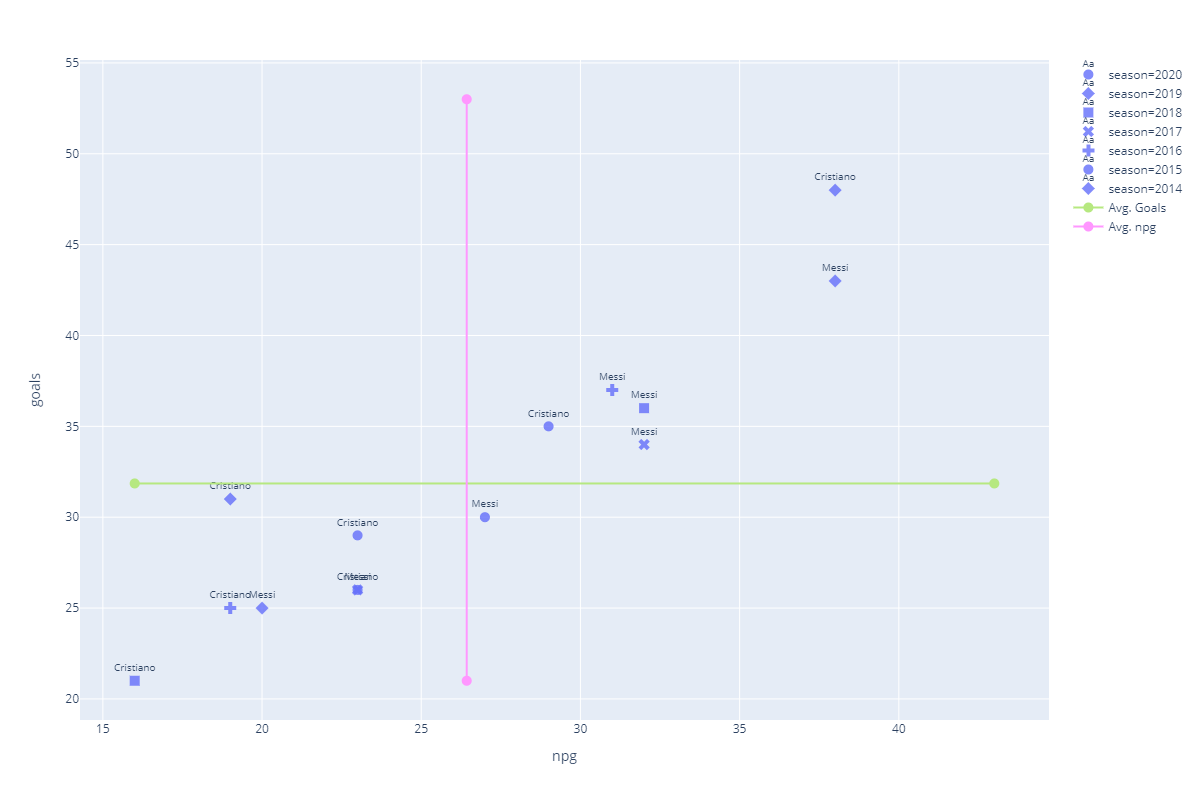 55
50
45
40
35
30
25
20
goals
15
20
25
30
35
40
npg
Cristiano
Messi
Messi
Messi
Cristiano
Messi
Cristiano
Messi
Cristiano
Cristiano
Messi
Cristiano
Messi
Cristiano
Aa
season=2020
Aa
season=2019
Aa
season=2018
Aa
season=2017
Aa
season=2016
Aa
season=2015
Aa
season=2014
Avg. Goals
Avg. npg